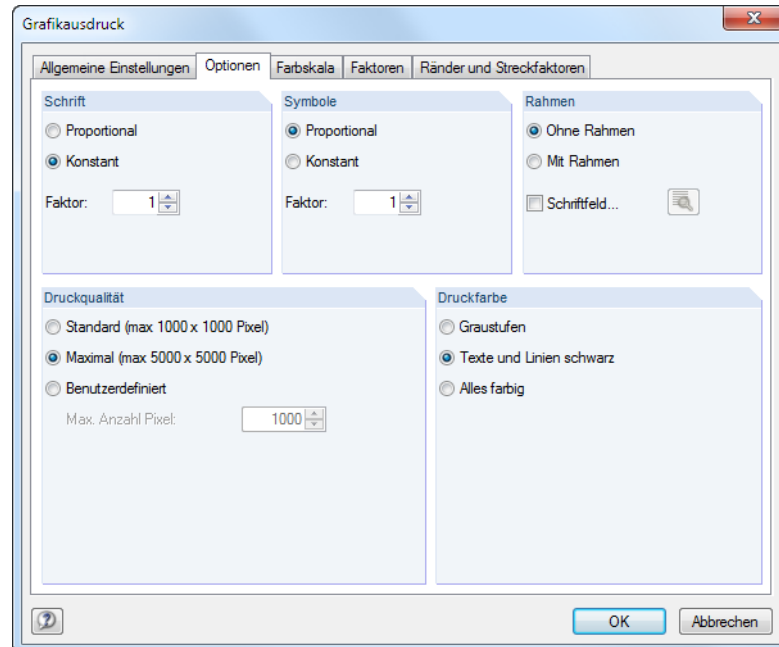 Grafikausdruck
Allgemeine Einstellungen Optionen Farbskala Faktoren Ränder und Streckfaktoren
Schrift
Proportional
Konstant
Faktor: 1
Symbole
Proportional
Konstant
Faktor: 1
Rahmen
Ohne Rahmen
Mit Rahmen
Schriftfeld...
Druckqualität
Standard (max 1000 x 1000 Pixel)
Maximal (max 5000 x 5000 Pixel)
Benutzerdefiniert
Max. Anzahl Pixel: 1000
Druckfarbe
Graustufen
Texte und Linien schwarz
Alles farbig
OK Abbrechen